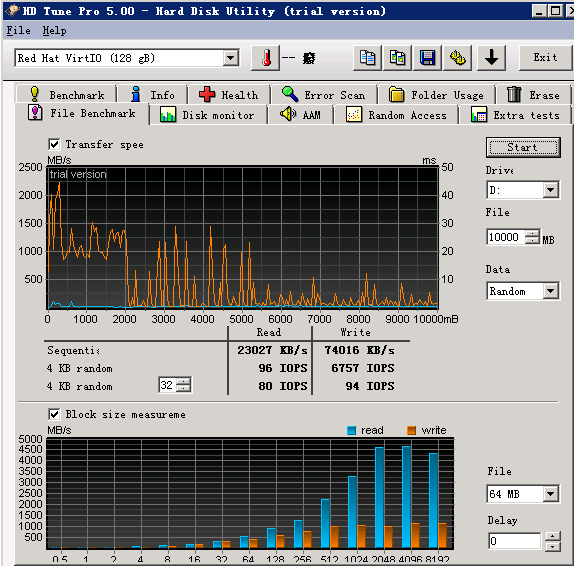 HD Tune Pro 5.00 - Hard Disk Utility (trial version)
File Help
Red Hat VirtIO (128 gB)
-- 
Exit
Benchmark Info Health Error Scan Folder Usage Erase
File Benchmark Disk monitor AAM Random Access Extra tests
Transfer spee
Start
MB/s ms
trial version
2500 50
2000 40
1500 30
1000 20
500 10
0 1000 2000 3000 4000 5000 6000 7000 8000 9000 10000mB
Drive
D:
File
10000 MB
Data
Random
Read Write
Sequentia 23027 KB/s 74016 KB/s
4 KB random 96 IOPS 6757 IOPS
4 KB random 32 80 IOPS 94 IOPS
Block size measureme
MB/s read write
5000
4500
4000
3500
3000
2500
2000
1500
1000
500
0.5 1 2 4 8 16 32 64 128 256 512 1024 2048 4096 8192
File
64 MB
Delay
0